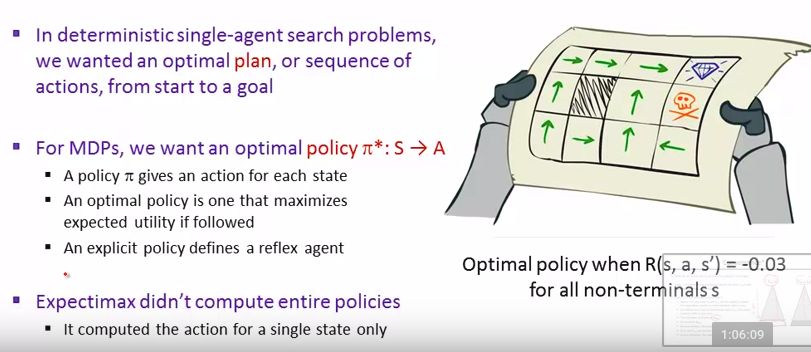 In deterministic single-agent search problems,
we wanted an optimal plan, or sequence of
actions, from start to a goal
For MDPs, we want an optimal policy π*: S → A
A policy π gives an action for each state
An optimal policy is one that maximizes
expected utility if followed
An explicit policy defines a reflex agent
Expectimax didn't compute entire policies
It computed the action for a single state only
Optimal policy when R(s, a, s') = -0.03
for all non-terminals s
1:06:09